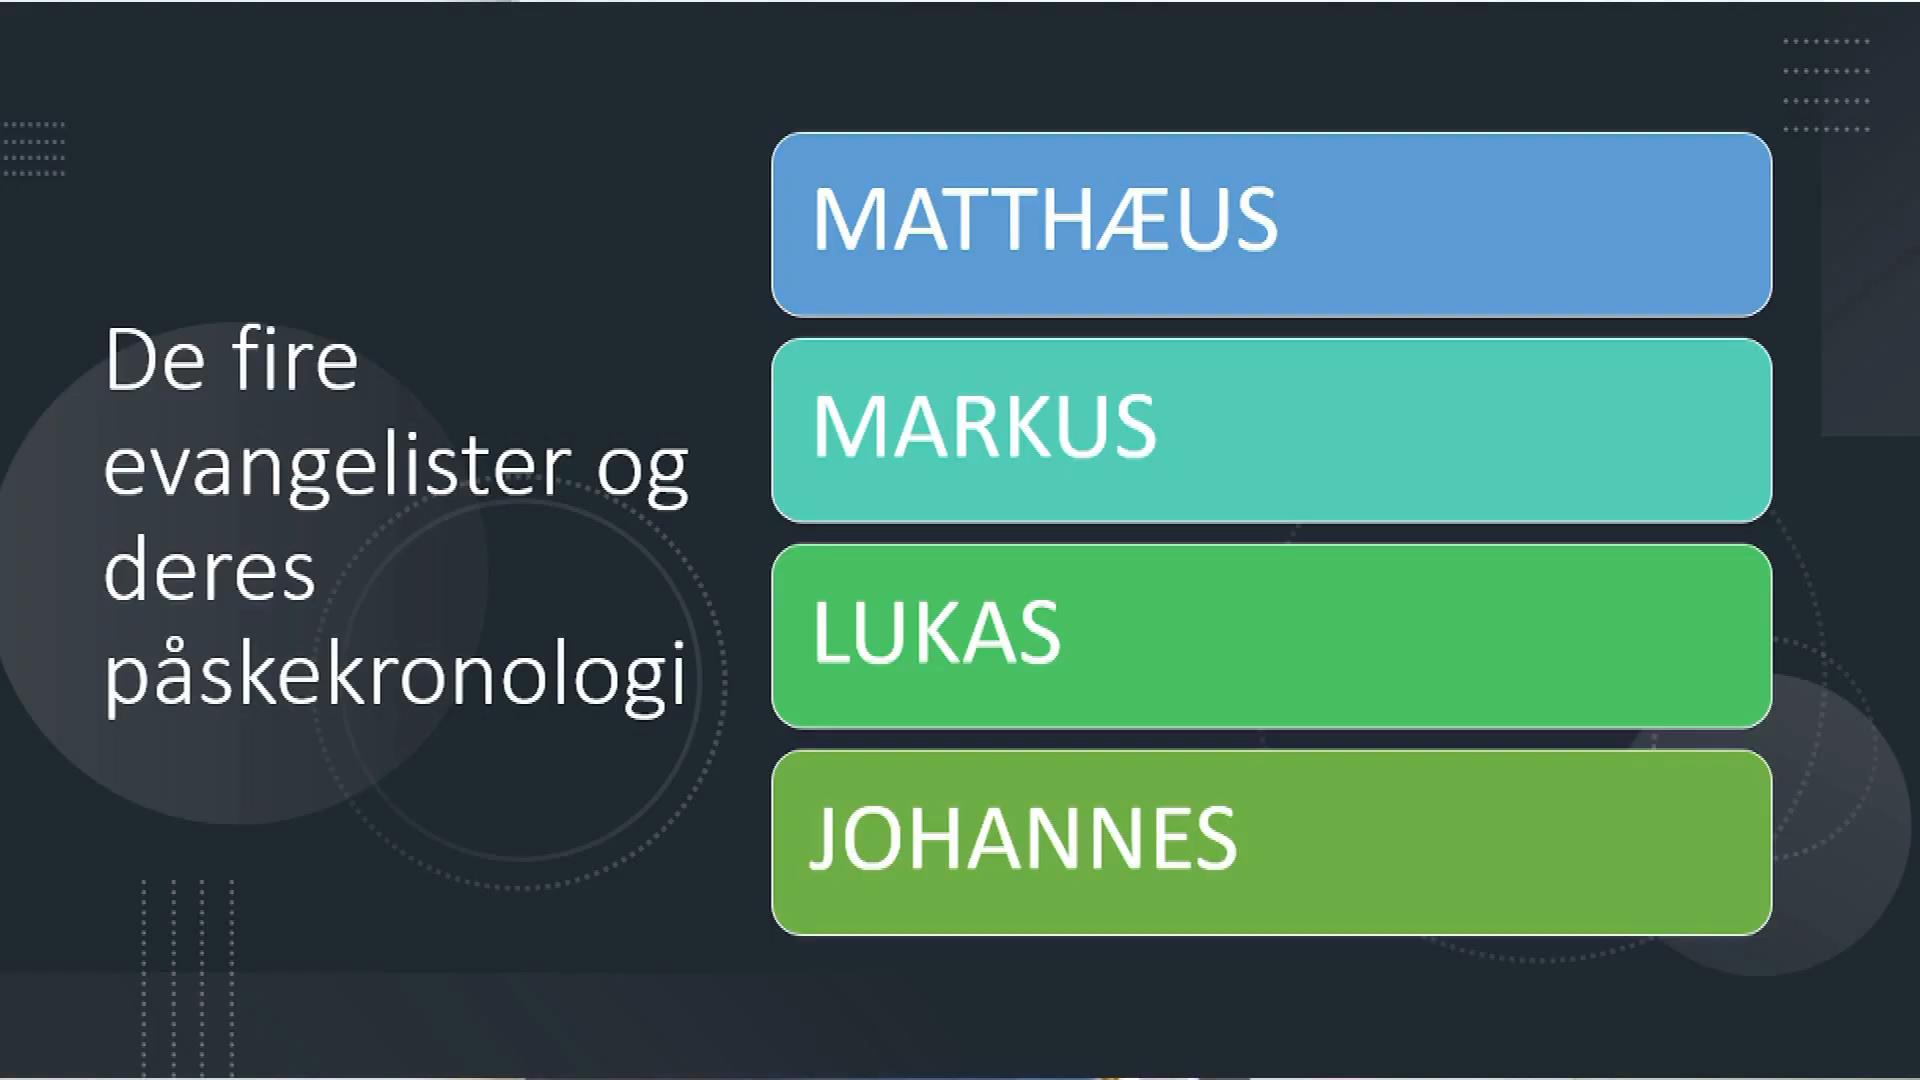 De fire
evangelister og
deres
påskekronologi
MATTHÆUS
MARKUS
LUKAS
JOHANNES